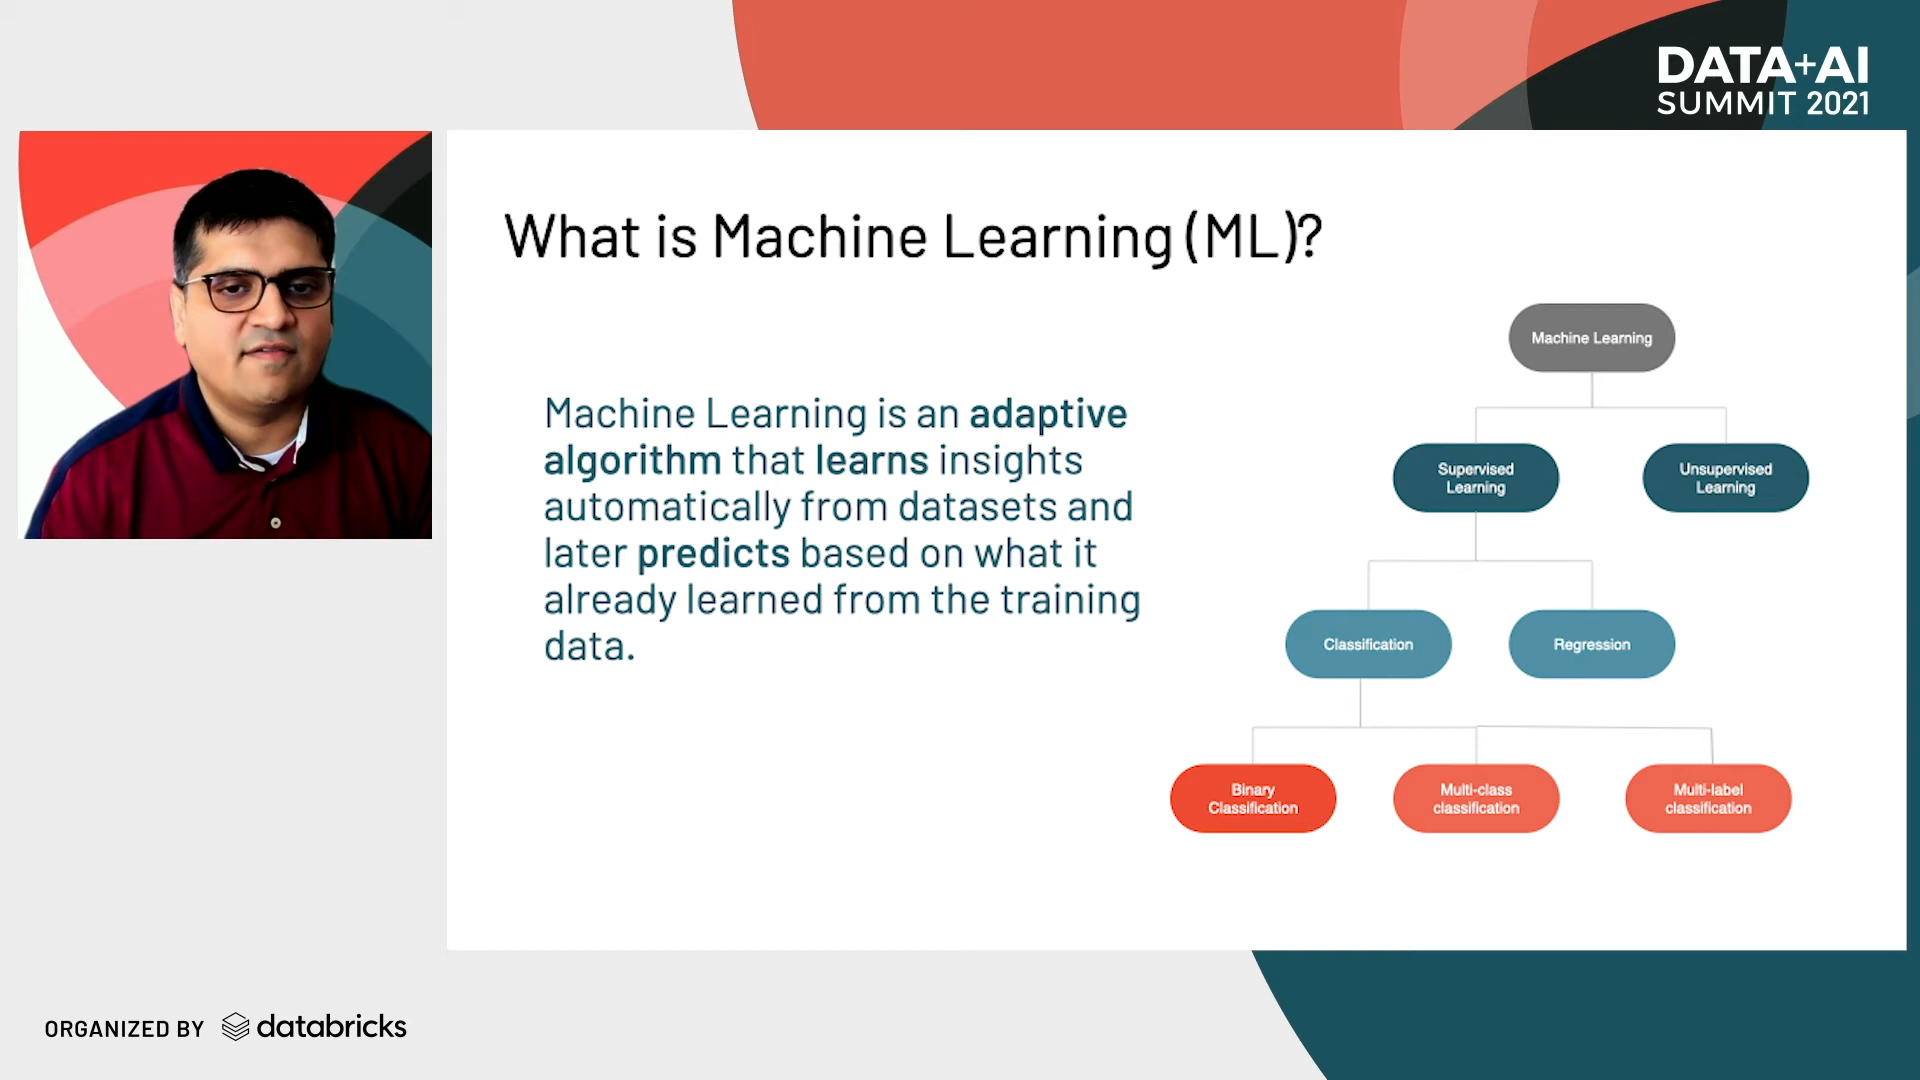 DATA+AI
SUMMIT 2021
What is Machine Learning (ML)?
Machine Learning is an adaptive
algorithm that learns insights
automatically from datasets and
later predicts based on what it
already learned from the training
data.
Machine Learning
Supervised
Learning
Unsupervised
Learning
Classification
Regression
Binary
Classification
Multi-class
classification
Multi-label
classification
ORGANIZED BY databricks